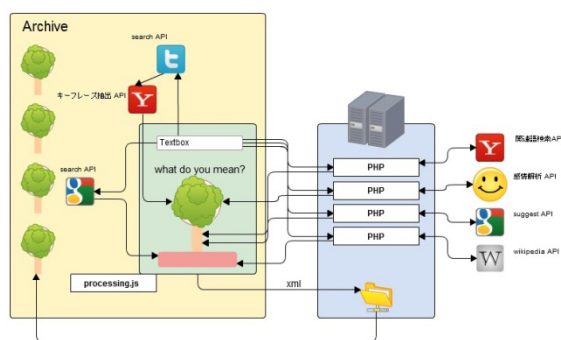 Archive
search API
キーフレーズ抽出 API
Textbox
what do you mean?
search API
processing.js
xml
PHP
PHP
PHP
PHP
関連語検索API
感情解析 API
suggest API
wikipedia API